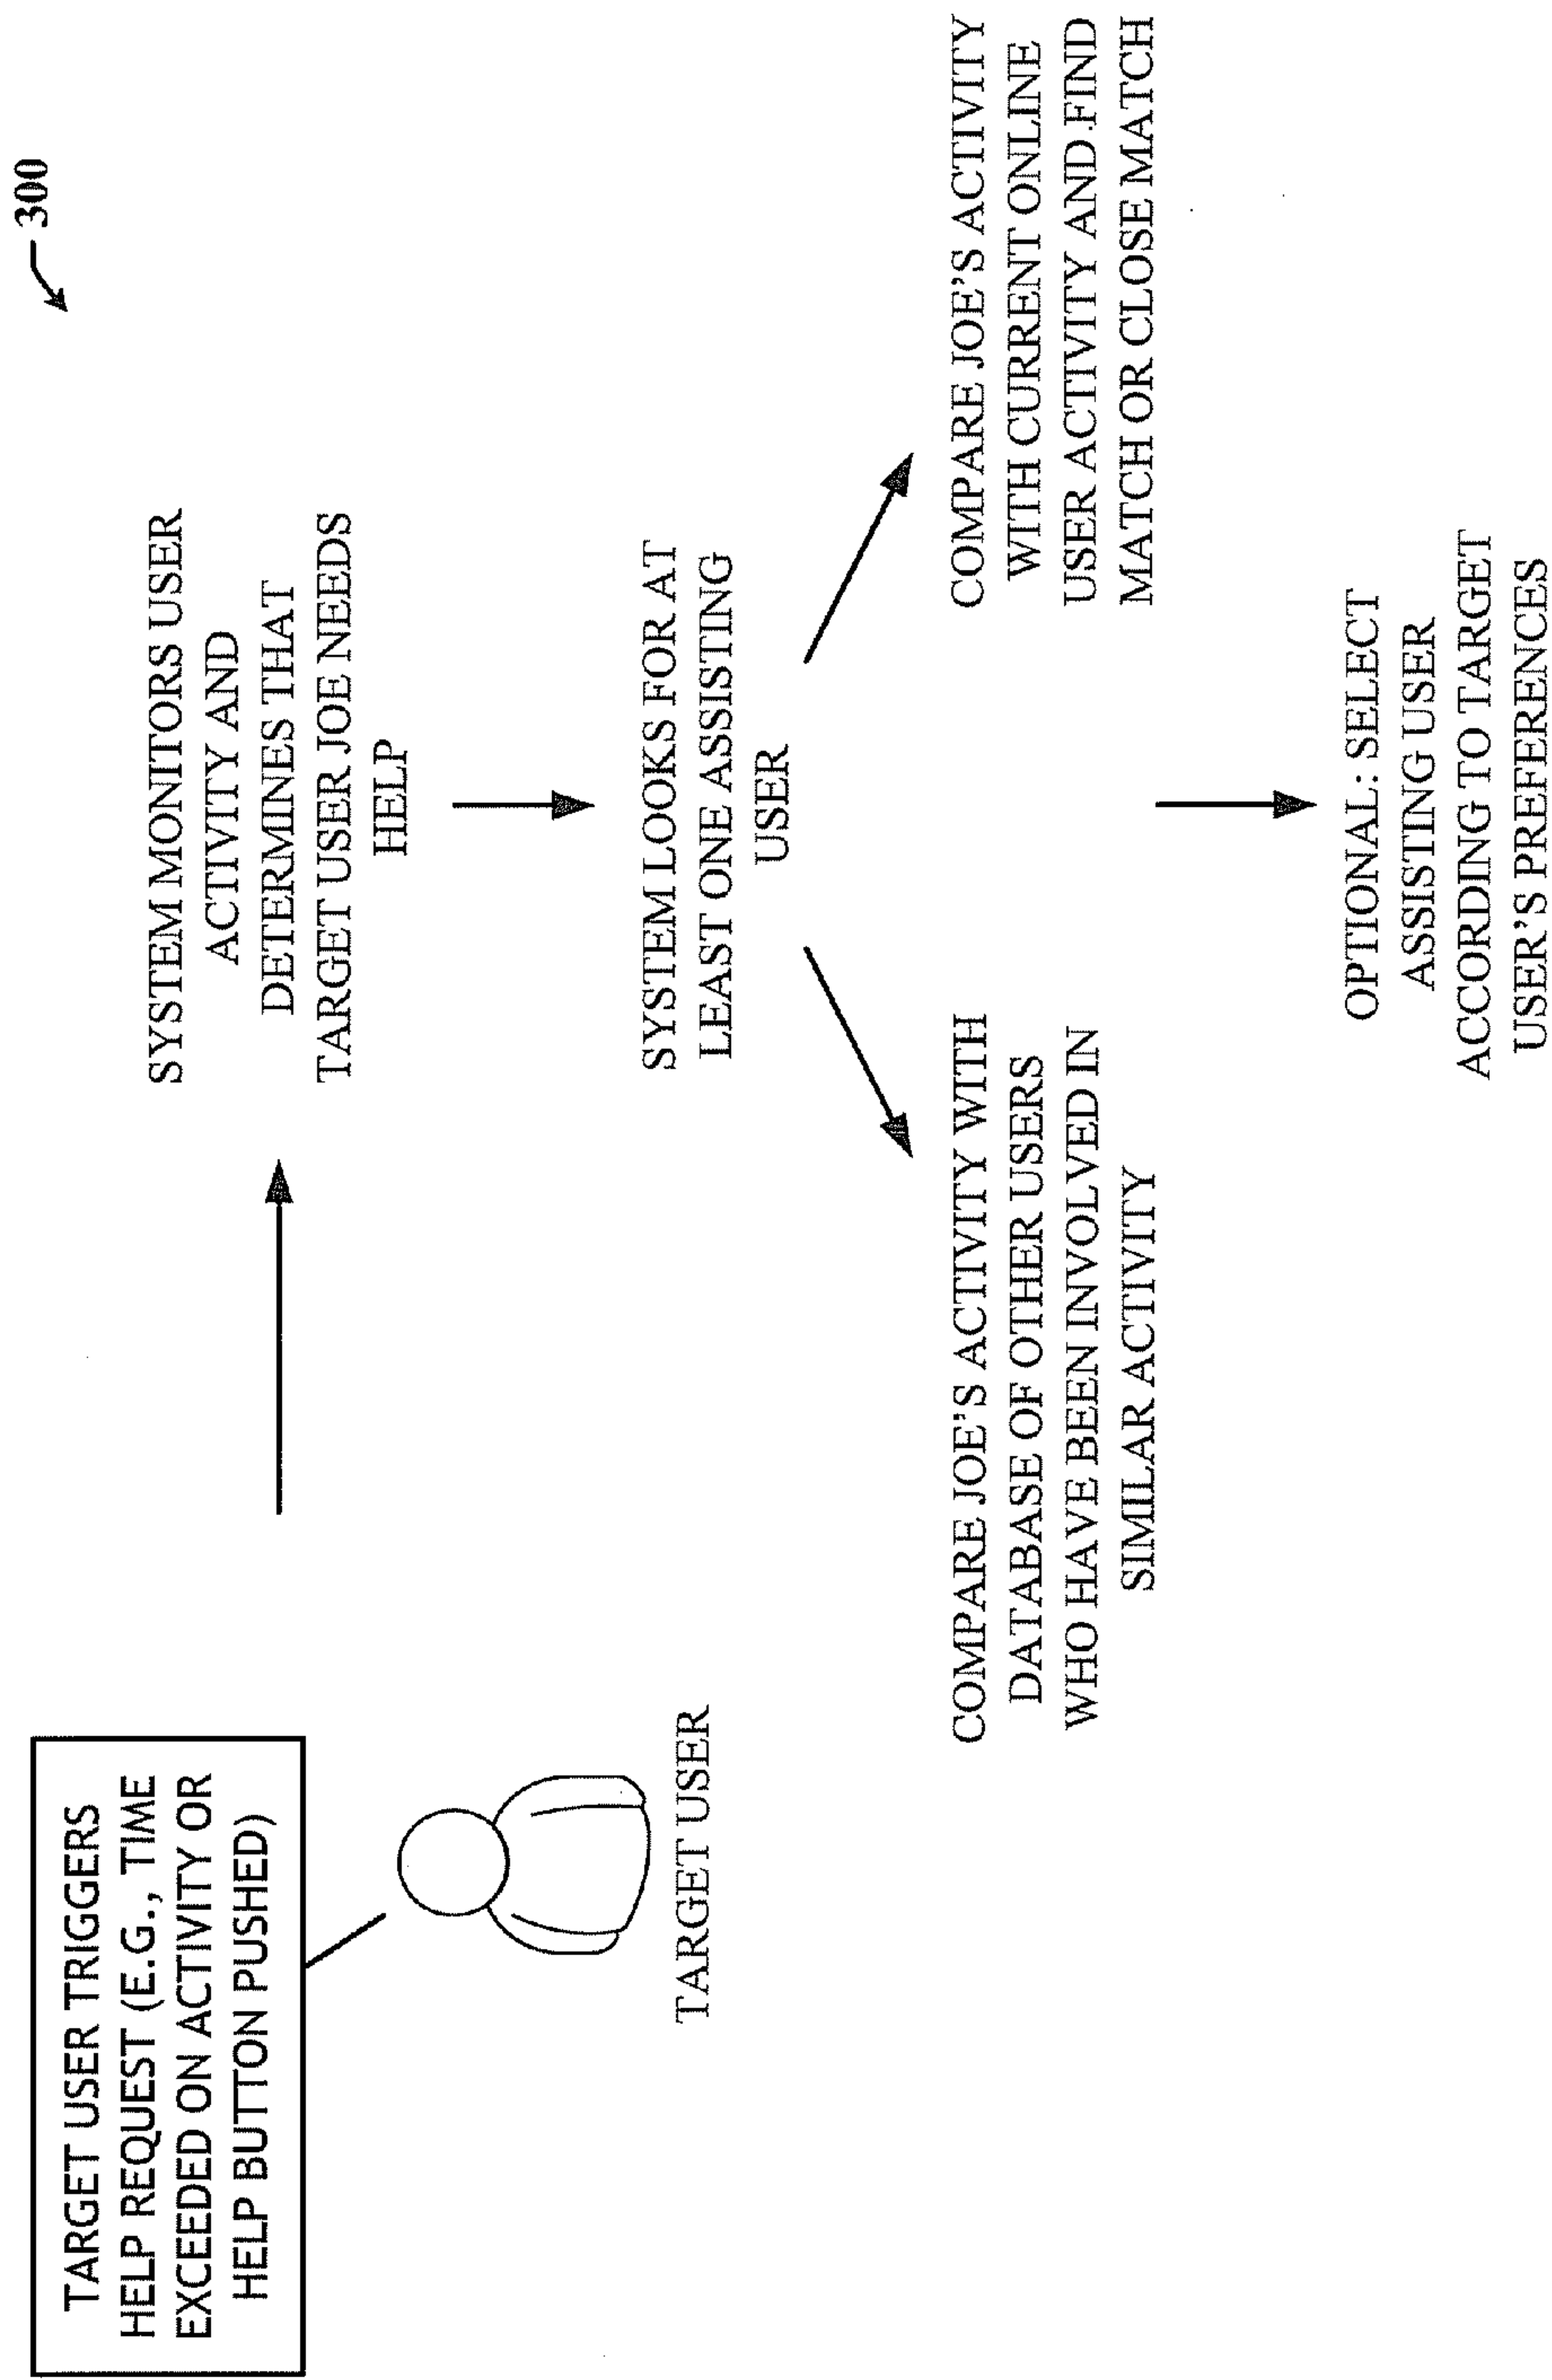 300
TARGET USER TRIGGERS
HELP REQUEST (E.G., TIME
EXCEEDED ON ACTIVITY OR
HELP BUTTON PUSHED)
TARGET USER
SYSTEM MONITORS USER
ACTIVITY AND
DETERMINES THAT
TARGET USER JOE NEEDS
HELP
SYSTEM LOOKS FOR AT
LEAST ONE ASSISTING
USER
COMPARE JOE'S ACTIVITY WITH
DATABASE OF OTHER USERS
WHO HAVE BEEN INVOLVED IN
SIMILAR ACTIVITY
COMPARE JOE'S ACTIVITY
WITH CURRENT ONLINE
USER ACTIVITY AND FIND
MATCH OR CLOSE MATCH
OPTIONAL: SELECT
ASSISTING USER
ACCORDING TO TARGET
USER'S PREFERENCES